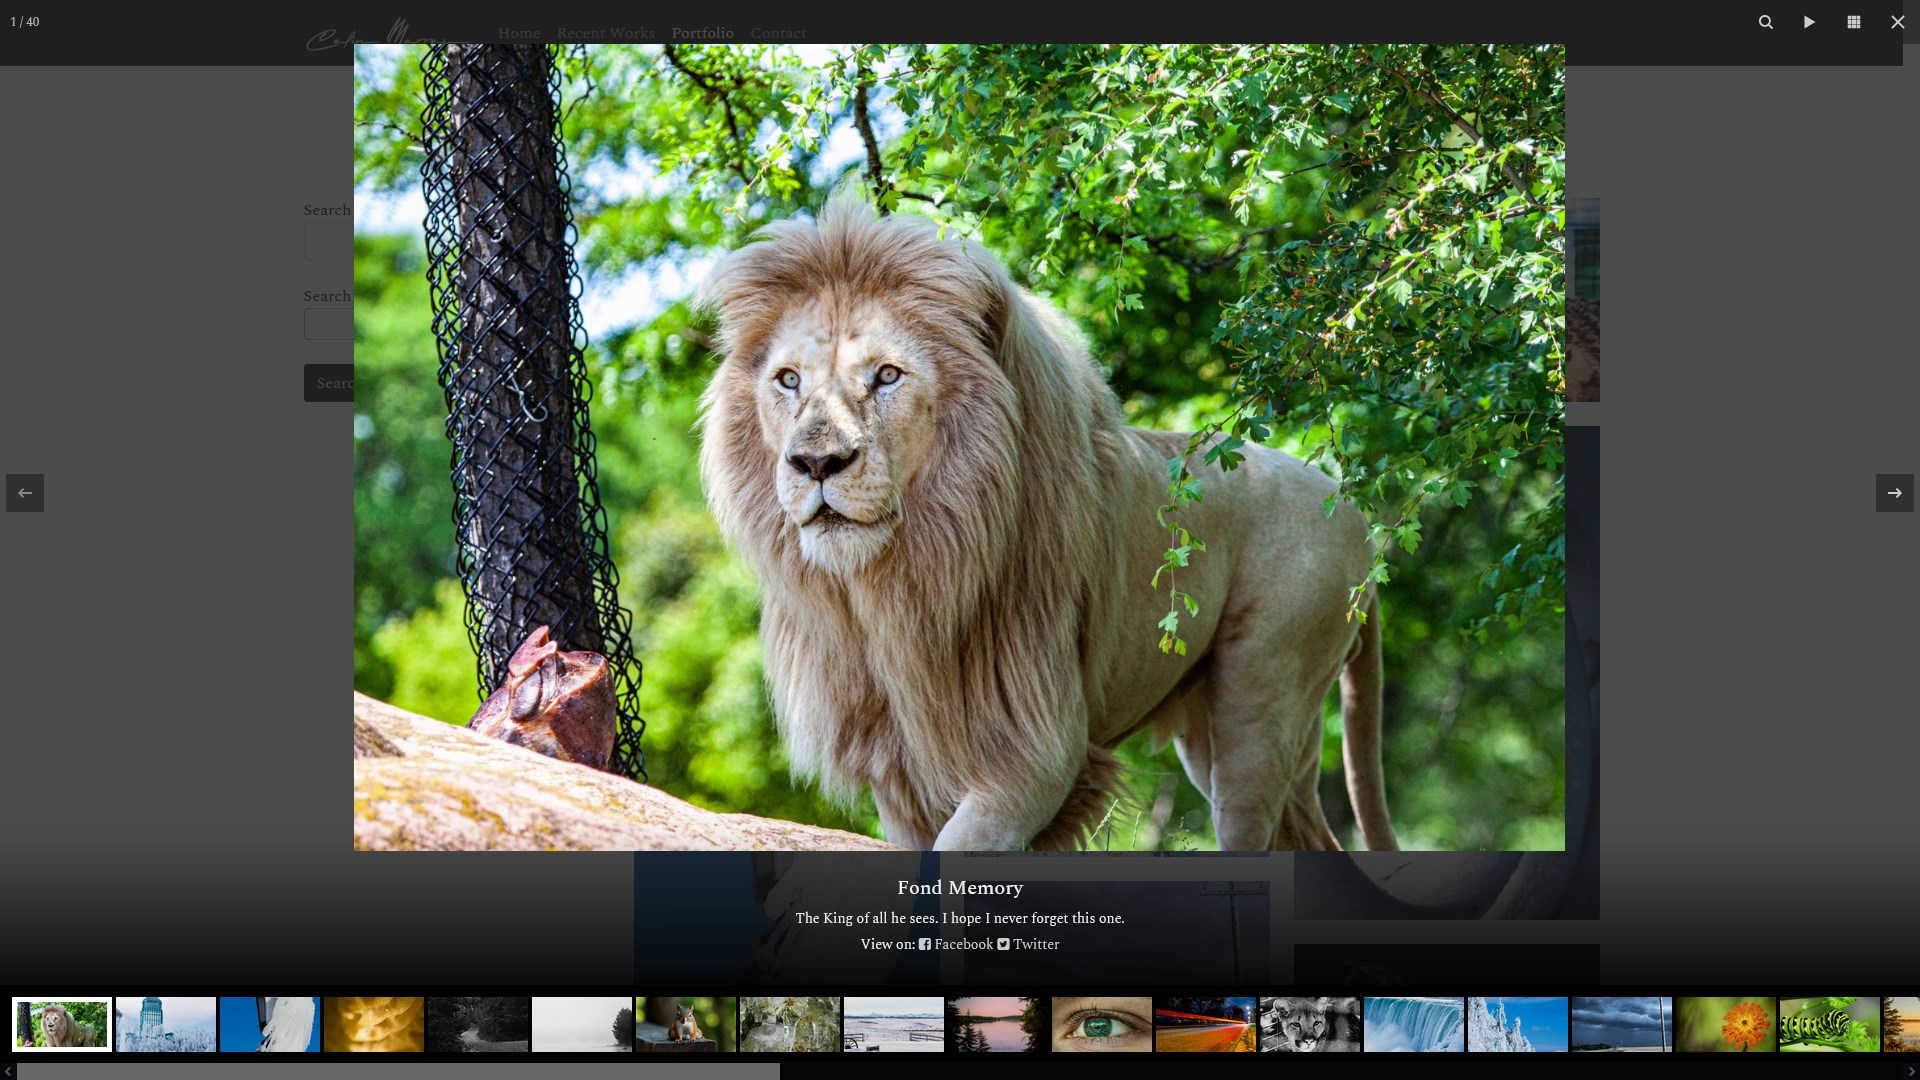 1 / 40
Home Recent Works Portfolio Contact
Search
Search
Fond Memory
The King of all he sees. I hope I never forget this one.
View on: Facebook Twitter